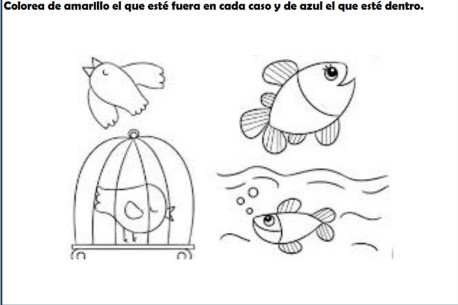 Colorea de amarillo el que esté fuera en cada caso y de azul el que esté dentro.